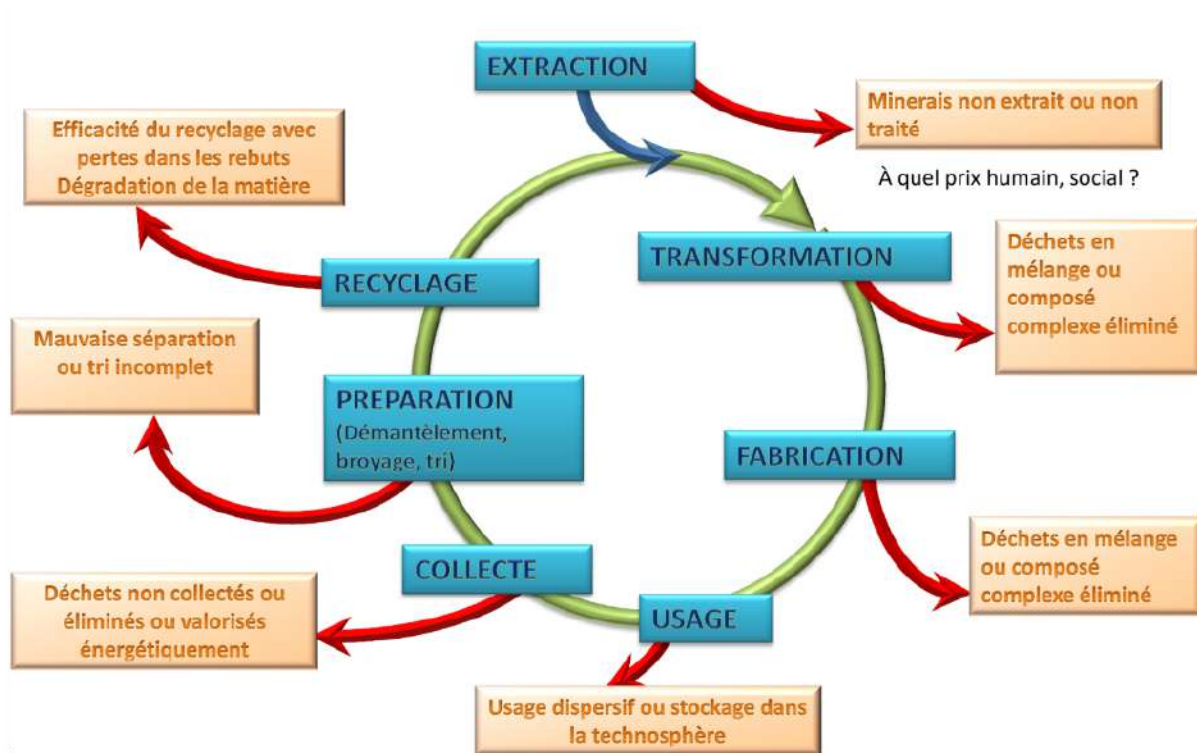 EXTRACTION
Minerais non extrait ou non
traité
À quel prix humain, social ?
TRANSFORMATION
Déchets en
mélange ou
composé
complexe éliminé
FABRICATION
Déchets en mélange
ou composé
complexe éliminé
USAGE
Usage dispersif ou stockage dans
la technosphère
COLLECTE
Déchets non collectés ou
éliminés ou valorisés
énergétiquement
PREPARATION
(Démantèlement,
broyage, tri)
Mauvaise séparation
ou tri incomplet
RECYCLAGE
Efficacité du recyclage avec
pertes dans les rebuts
Dégradation de la matière